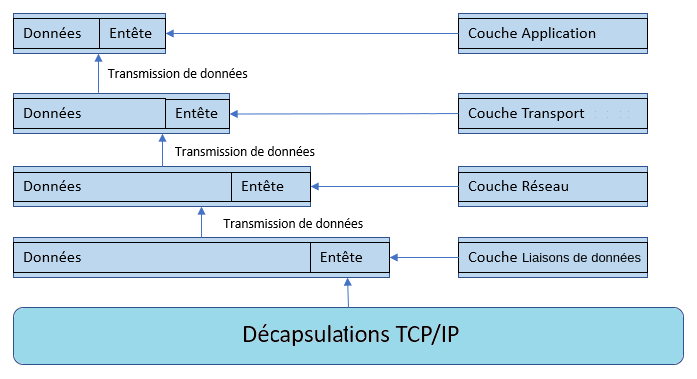 Données Entête Couche Application
Transmission de données
Données Entête Couche Transport
Transmission de données
Données Entête Couche Réseau
Transmission de données
Données Entête Couche Liaisons de données
Décapsulations TCP/IP